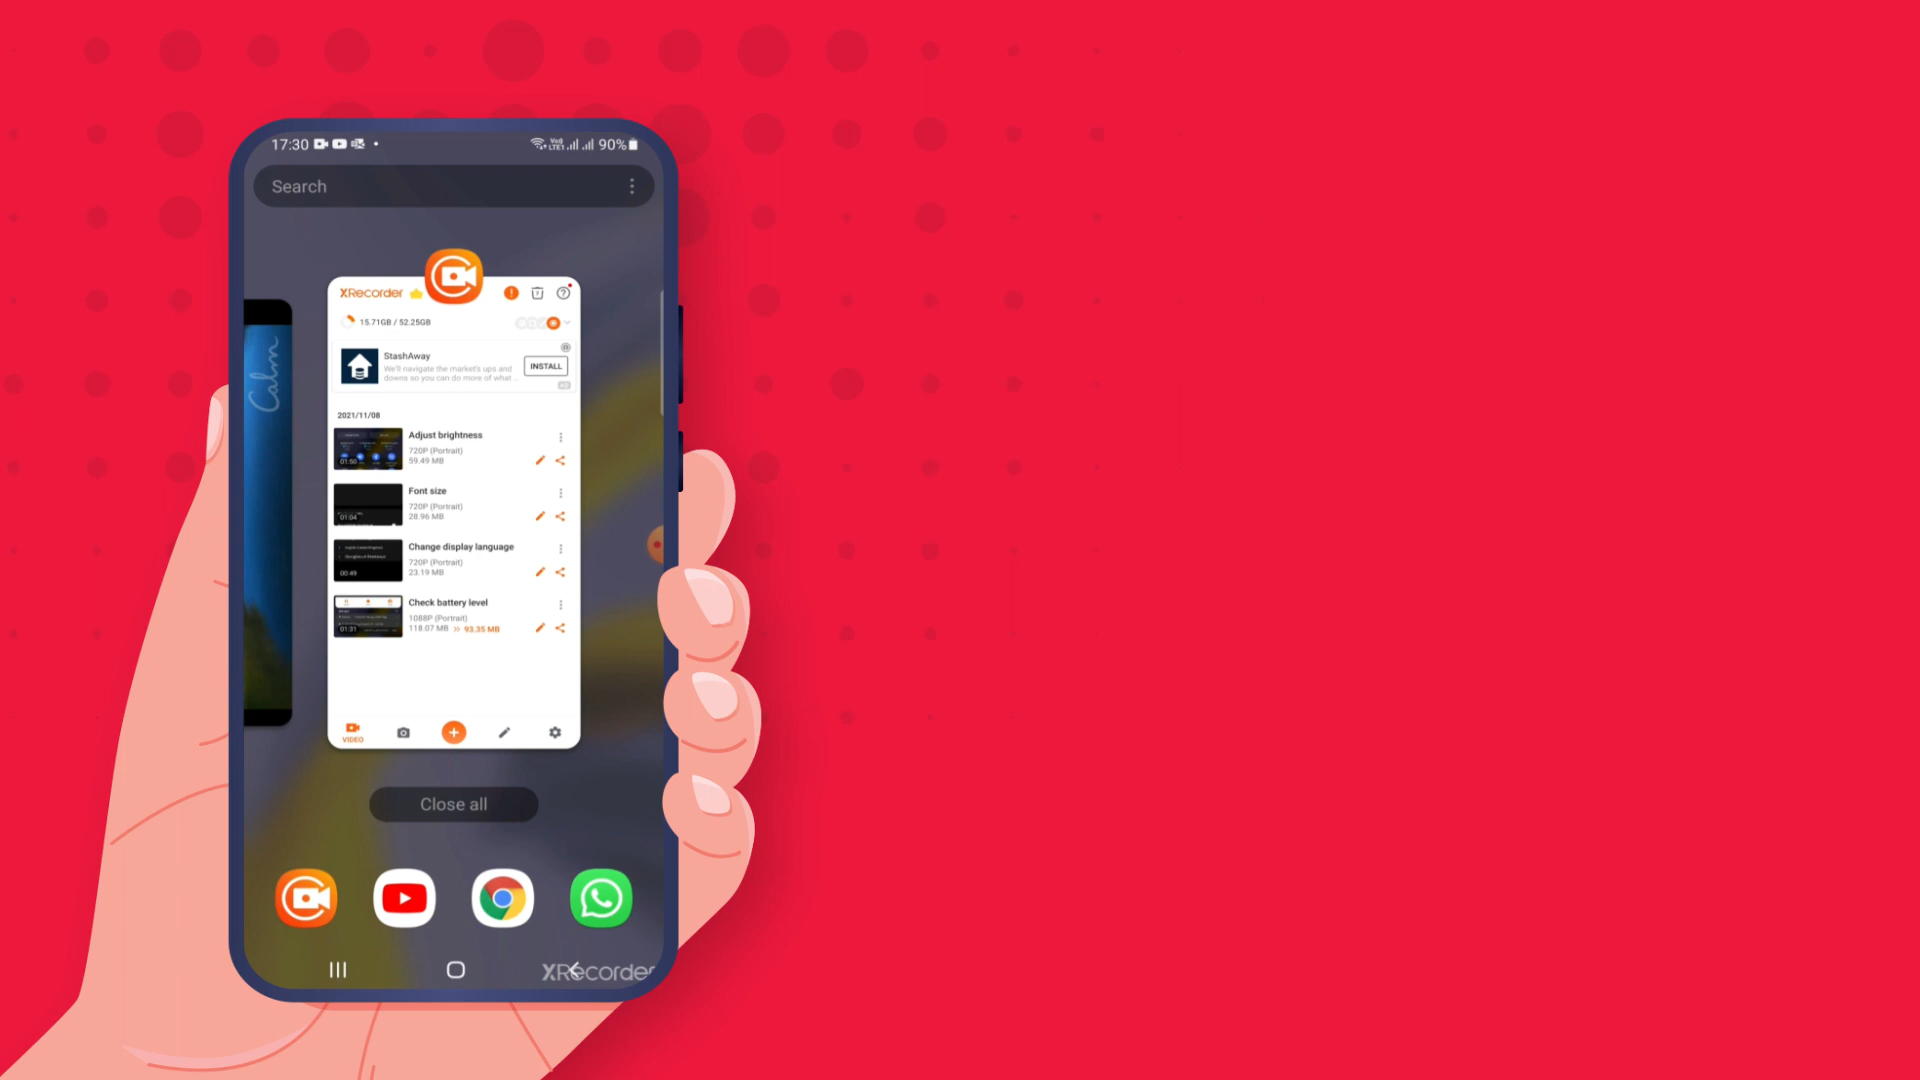 17:30
90%
Search
XRecorder
15.71GB / 52.25GB
StashAway
We'll navigate the market's ups and
downs so you can do more of what ...
INSTALL
Calm
2021/11/08
Adjust brightness
720P (Portrait)
59.49 MB
01:50
Font size
720P (Portrait)
28.96 MB
01:04
Change display language
720P (Portrait)
23.19 MB
00:49
Check battery level
1088P (Portrait)
118.07 MB >> 93.35 MB
01:31
VIDEO
Close all
XRecorder